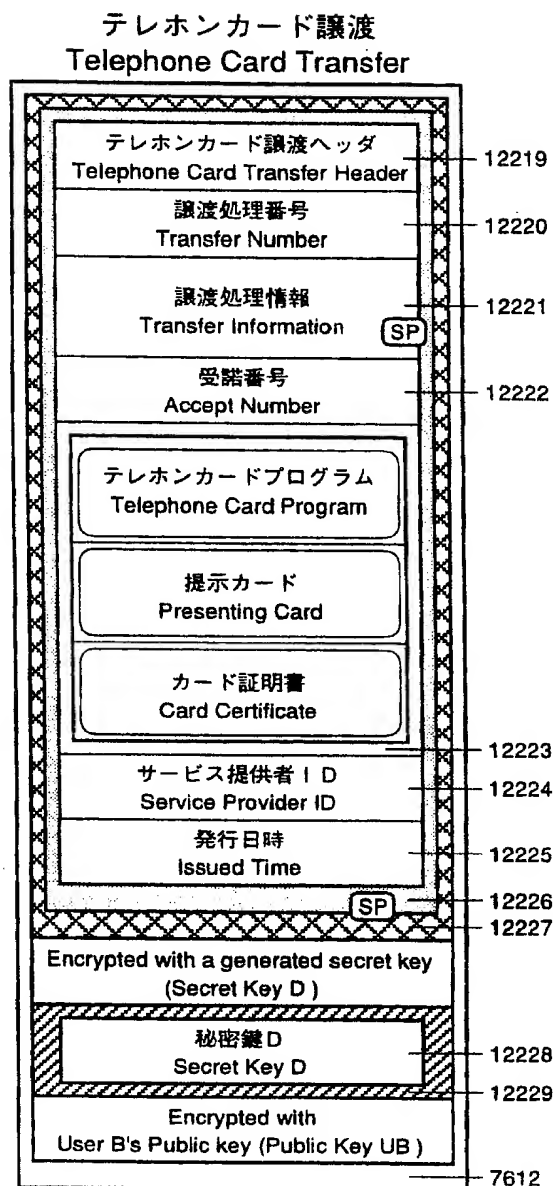 テレホンカード譲渡
Telephone Card Transfer
テレホンカード譲渡ヘッダ
Telephone Card Transfer Header
12219
譲渡処理番号
Transfer Number
12220
譲渡処理情報
Transfer Information
12221
SP
受諾番号
Accept Number
12222
テレホンカードプログラム
Telephone Card Program
提示カード
Presenting Card
カード証明書
Card Certificate
12223
サービス提供者ID
Service Provider ID
12224
発行日時
Issued Time
12225
SP
12226
12227
Encrypted with a generated secret key
(Secret Key D )
秘密鍵D
Secret Key D
12228
12229
Encrypted with
User B's Public key (Public Key UB )
7612